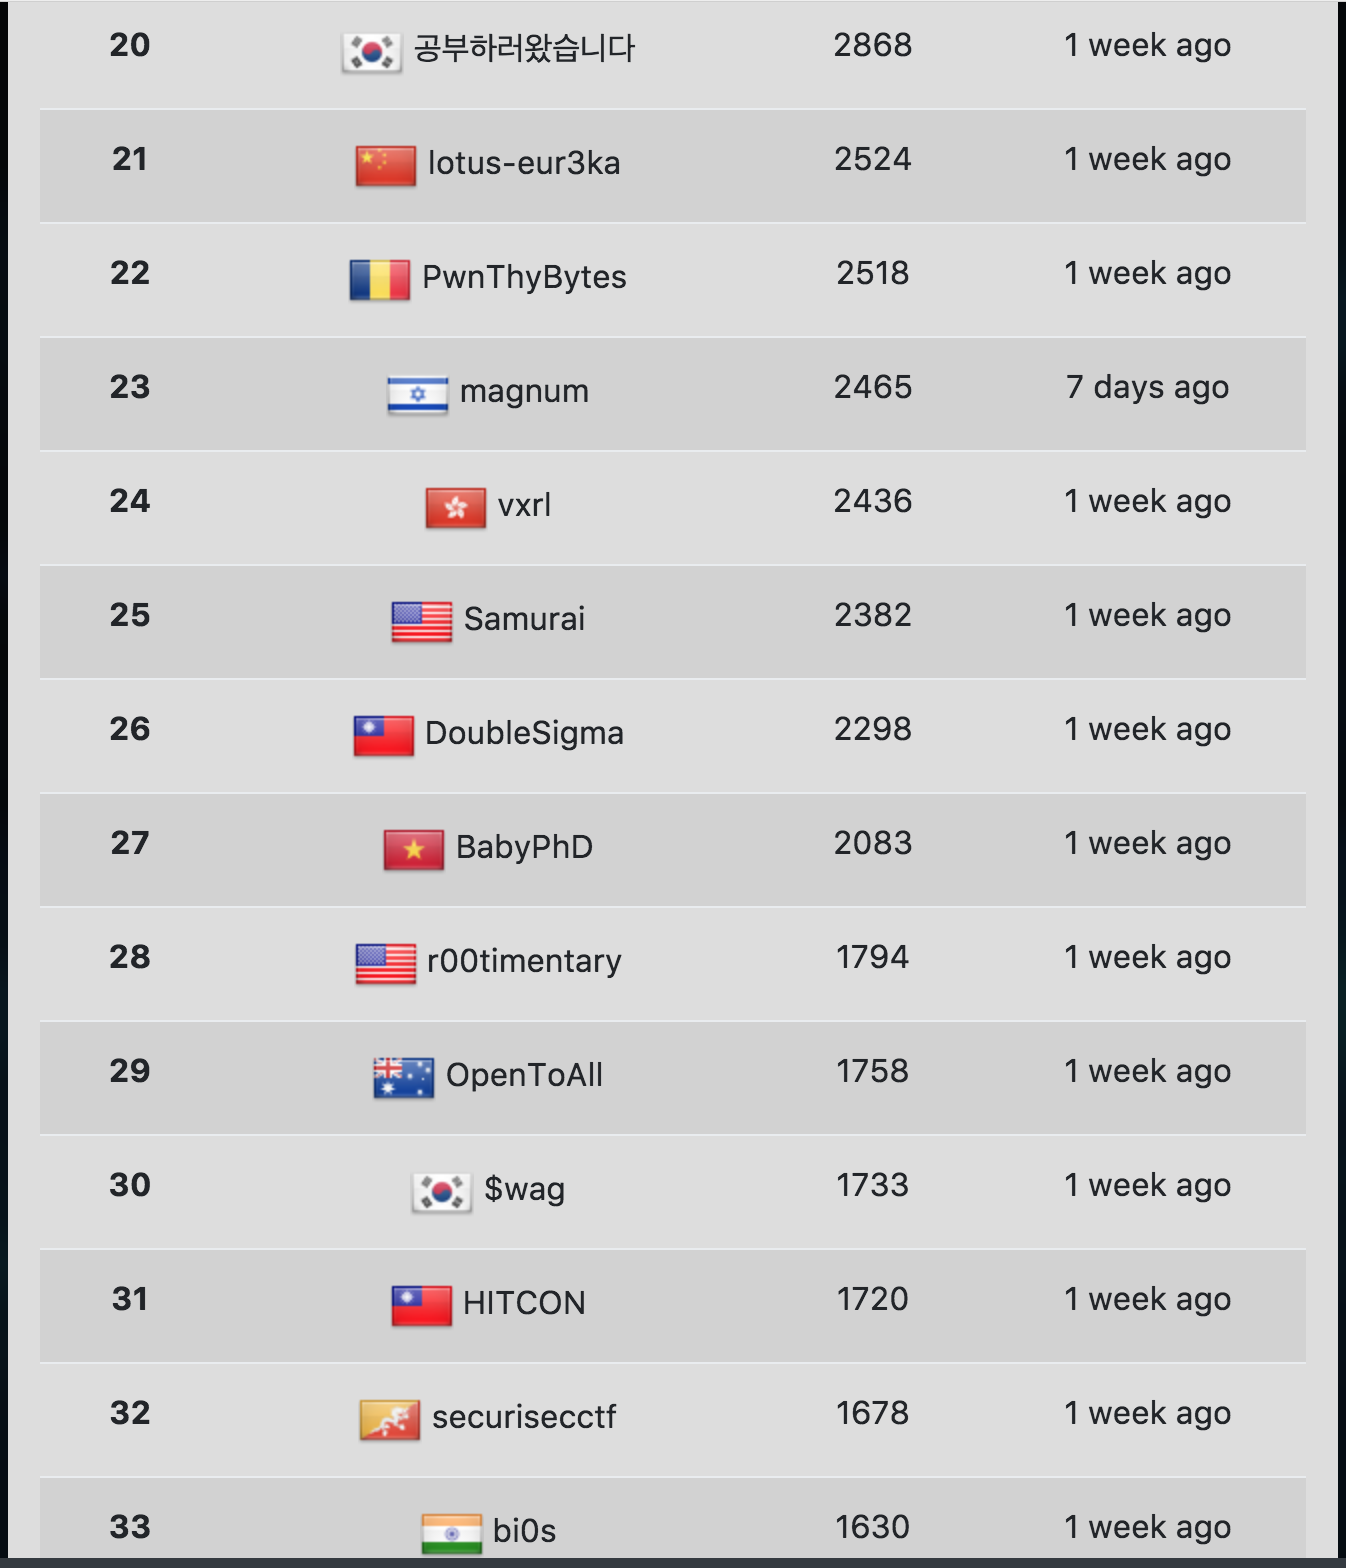 20 공부하러왔습니다 2868 1 week ago
21 lotus-eur3ka 2524 1 week ago
22 PwnThyBytes 2518 1 week ago
23 magnum 2465 7 days ago
24 vxrl 2436 1 week ago
25 Samurai 2382 1 week ago
26 DoubleSigma 2298 1 week ago
27 BabyPhD 2083 1 week ago
28 r00timentary 1794 1 week ago
29 OpenToAll 1758 1 week ago
30 $wag 1733 1 week ago
31 HITCON 1720 1 week ago
32 securisecctf 1678 1 week ago
33 bi0s 1630 1 week ago